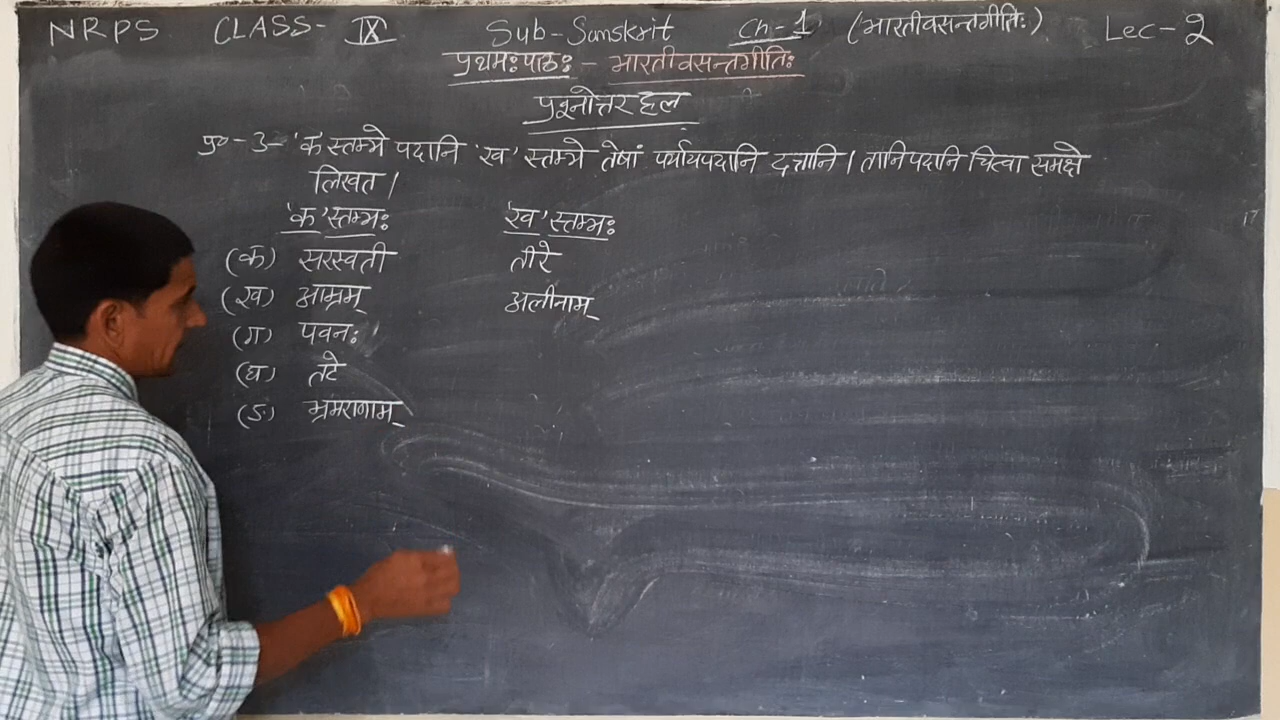 NRPS CLASS- IX Sub-Sanskrit Ch-1 (भारतीवसन्तगीतिः) Lec-2
प्रथमःपाठः - भारतीवसन्तगीतिः
प्रश्नोत्तर हल
प्र०-3- 'क स्तम्भे पदानि 'ख' स्तम्भे तेषां पर्यायपदानि दत्तानि। तानिपदानि चित्वा समक्षे
लिखत।
'क' स्तम्भः 'ख' स्तम्भः
(क) सरस्वती तीरे
(ख) आम्रम् अलीनाम्
(ग) पवनः
(घ) तटे
(ङ) भ्रमराणाम्